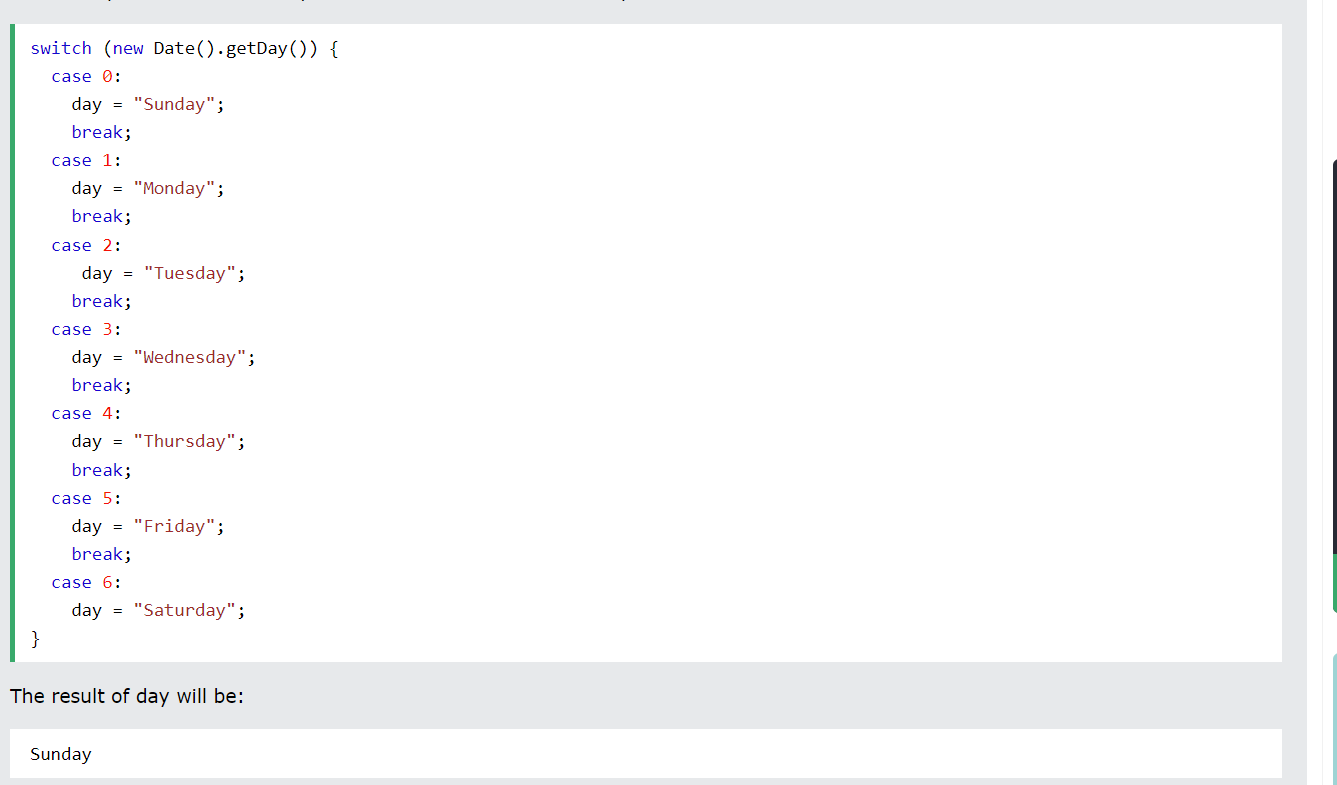 switch (new Date().getDay()) {
  case 0:
    day = "Sunday";
    break;
  case 1:
    day = "Monday";
    break;
  case 2:
     day = "Tuesday";
    break;
  case 3:
    day = "Wednesday";
    break;
  case 4:
    day = "Thursday";
    break;
  case 5:
    day = "Friday";
    break;
  case 6:
    day = "Saturday";
}
The result of day will be:
Sunday